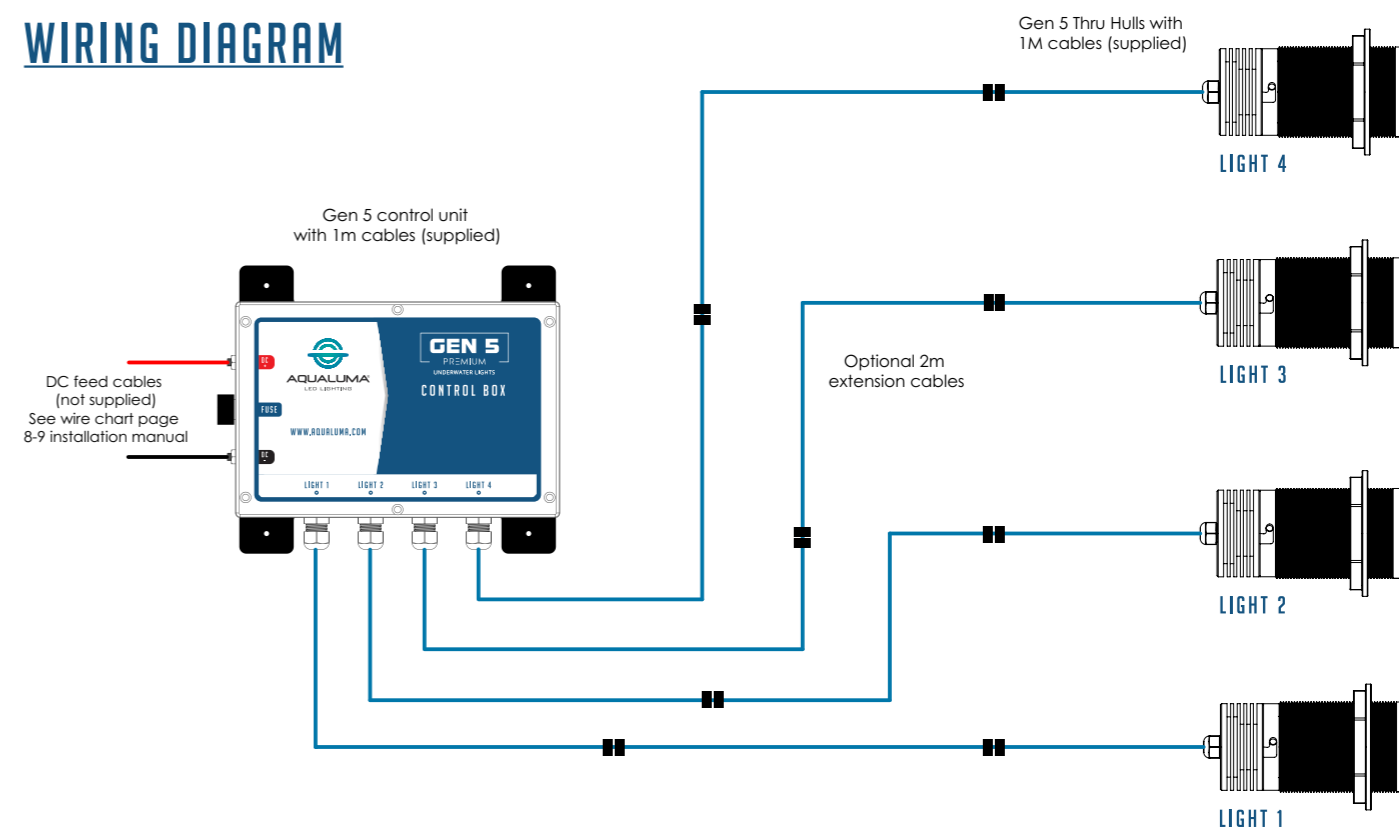 WIRING DIAGRAM
Gen 5 Thru Hulls with
1M cables (supplied)
LIGHT 4
Gen 5 control unit
with 1m cables (supplied)
DC
+
FUSE
DC
-
AQUALUMA
LED LIGHTING
WWW.AQUALUMA.COM
GEN 5
PREMIUM
UNDERWATER LIGHTS
CONTROL BOX
LIGHT 1 LIGHT 2 LIGHT 3 LIGHT 4
DC feed cables
(not supplied)
See wire chart page
8-9 installation manual
Optional 2m
extension cables
LIGHT 3
LIGHT 2
LIGHT 1